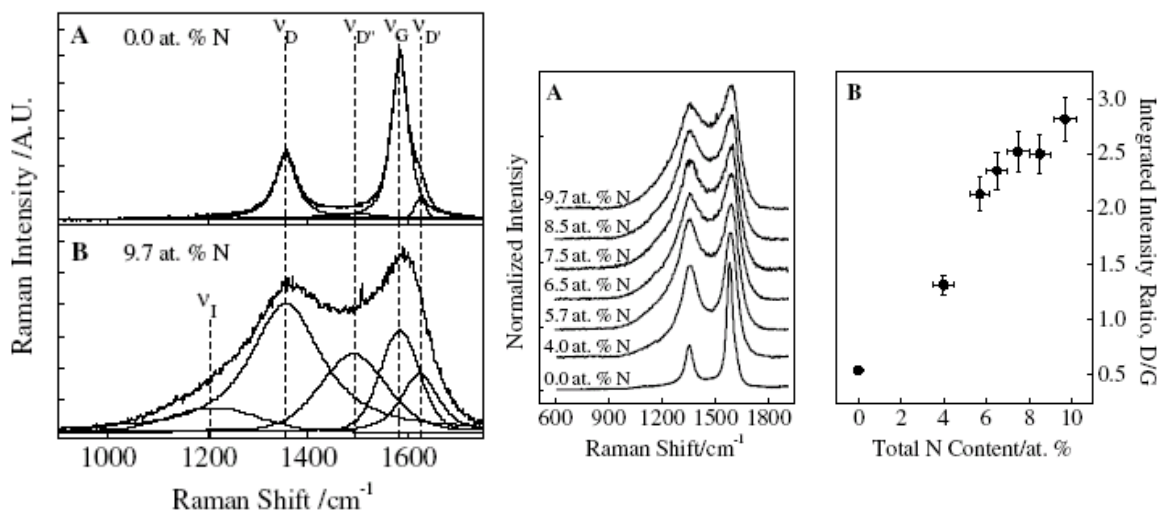 A
0.0 at. % N
νD
νD"
νG
νD'
B
9.7 at. % N
νI
Raman Intensity /A.U.
1000
1200
1400
1600
Raman Shift /cm-1
A
9.7 at. % N
8.5 at. % N
7.5 at. % N
6.5 at. % N
5.7 at. % N
4.0 at. % N
0.0 at. % N
Normalized Intentsiy
600
900
1200
1500
1800
Raman Shift/cm-1
B
3.0
2.5
2.0
1.5
1.0
0.5
Integrated Intensity Ratio, D/G
0
2
4
6
8
10
Total N Content/at. %